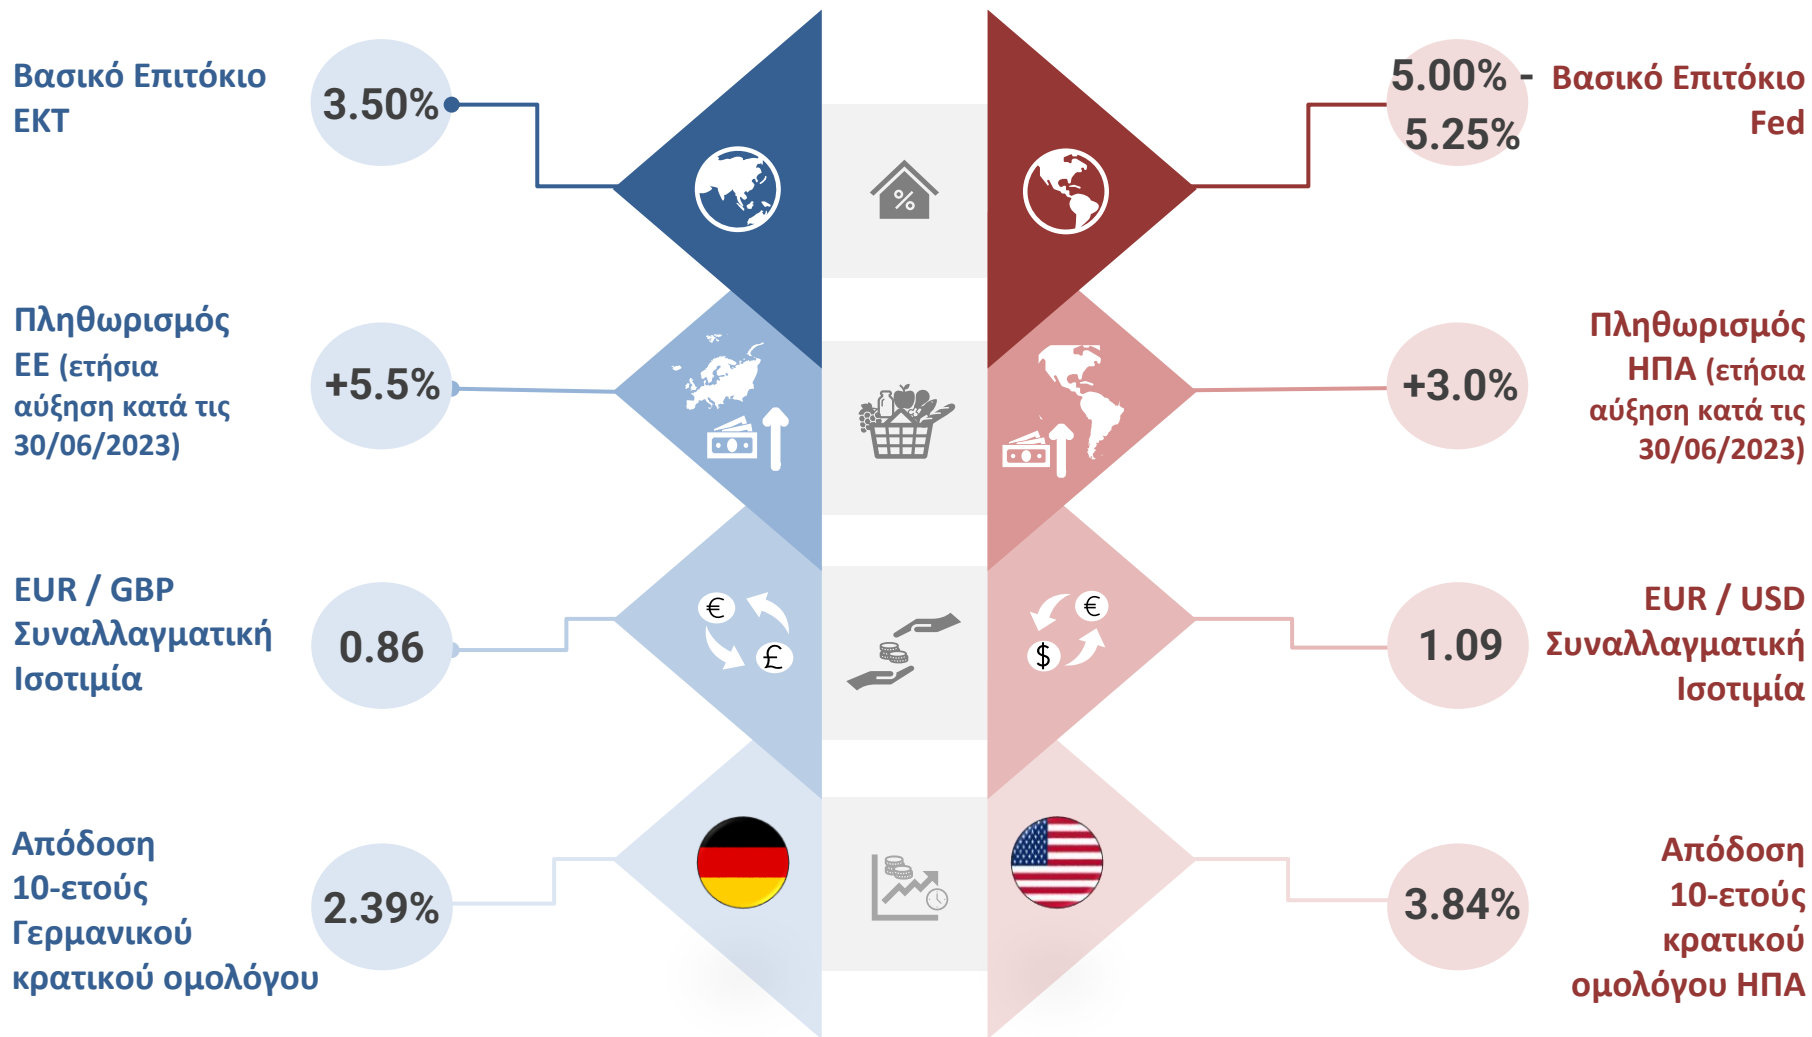 Βασικό Επιτόκιο
ΕΚΤ
3.50%
5.00% -
5.25%
Βασικό Επιτόκιο
Fed
%
Πληθωρισμός
ΕΕ (ετήσια
αύξηση κατά τις
30/06/2023)
+5.5%
+3.0%
Πληθωρισμός
ΗΠΑ (ετήσια
αύξηση κατά τις
30/06/2023)
EUR / GBP
Συναλλαγματική
Ισοτιμία
0.86
€
£
€
$
1.09
EUR / USD
Συναλλαγματική
Ισοτιμία
Απόδοση
10-ετούς
Γερμανικού
κρατικού ομολόγου
2.39%
3.84%
Απόδοση
10-ετούς
κρατικού
ομολόγου ΗΠΑ